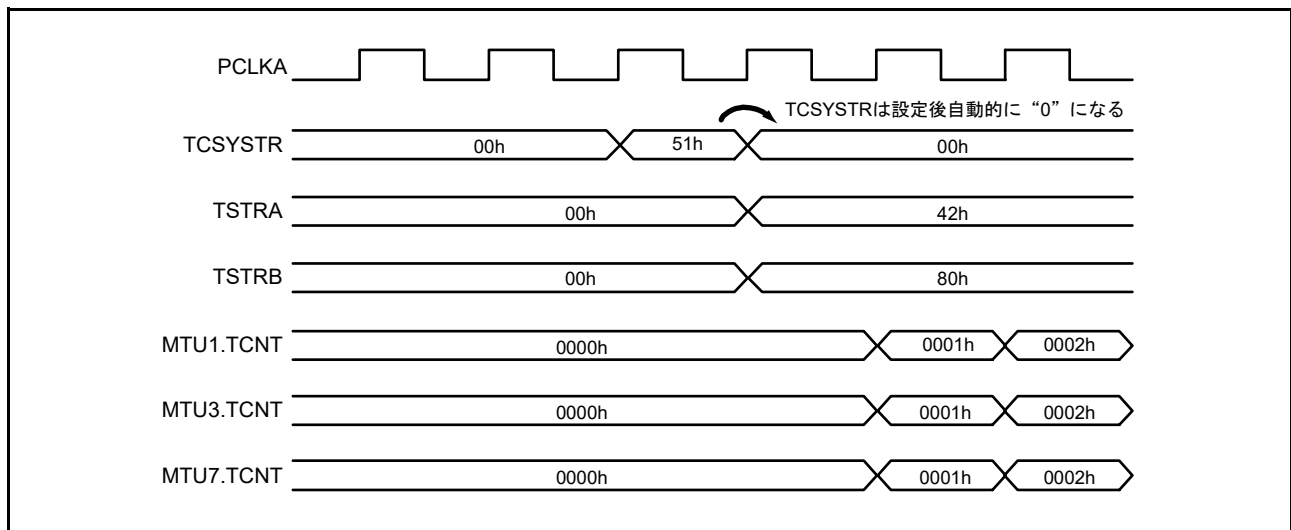 PCLKA
TCSYSTRは設定後自動的に“0”になる
TCSYSTR 00h 51h 00h
TSTRA 00h 42h
TSTRB 00h 80h
MTU1.TCNT 0000h 0001h 0002h
MTU3.TCNT 0000h 0001h 0002h
MTU7.TCNT 0000h 0001h 0002h